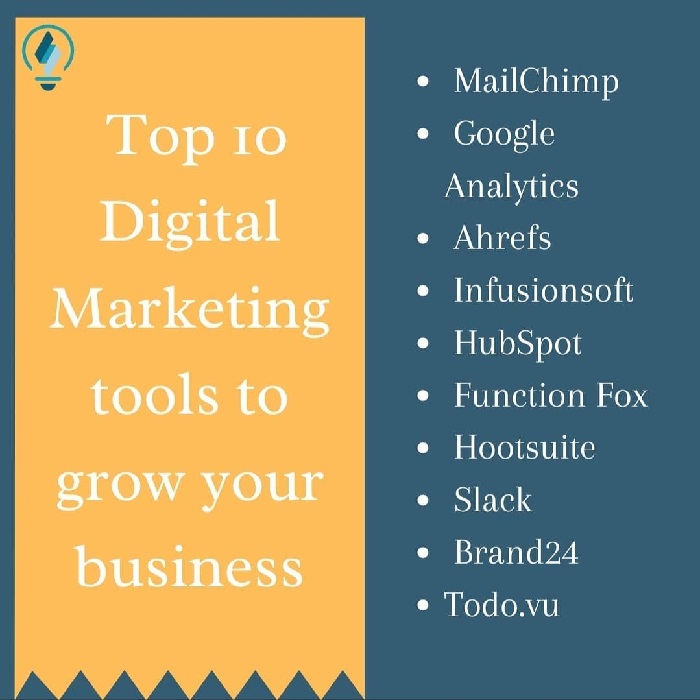 Top 10
Digital
Marketing
tools to
grow your
business
• MailChimp
• Google
Analytics
• Ahrefs
• Infusionsoft
• HubSpot
• Function Fox
• Hootsuite
• Slack
• Brand24
• Todo.vu